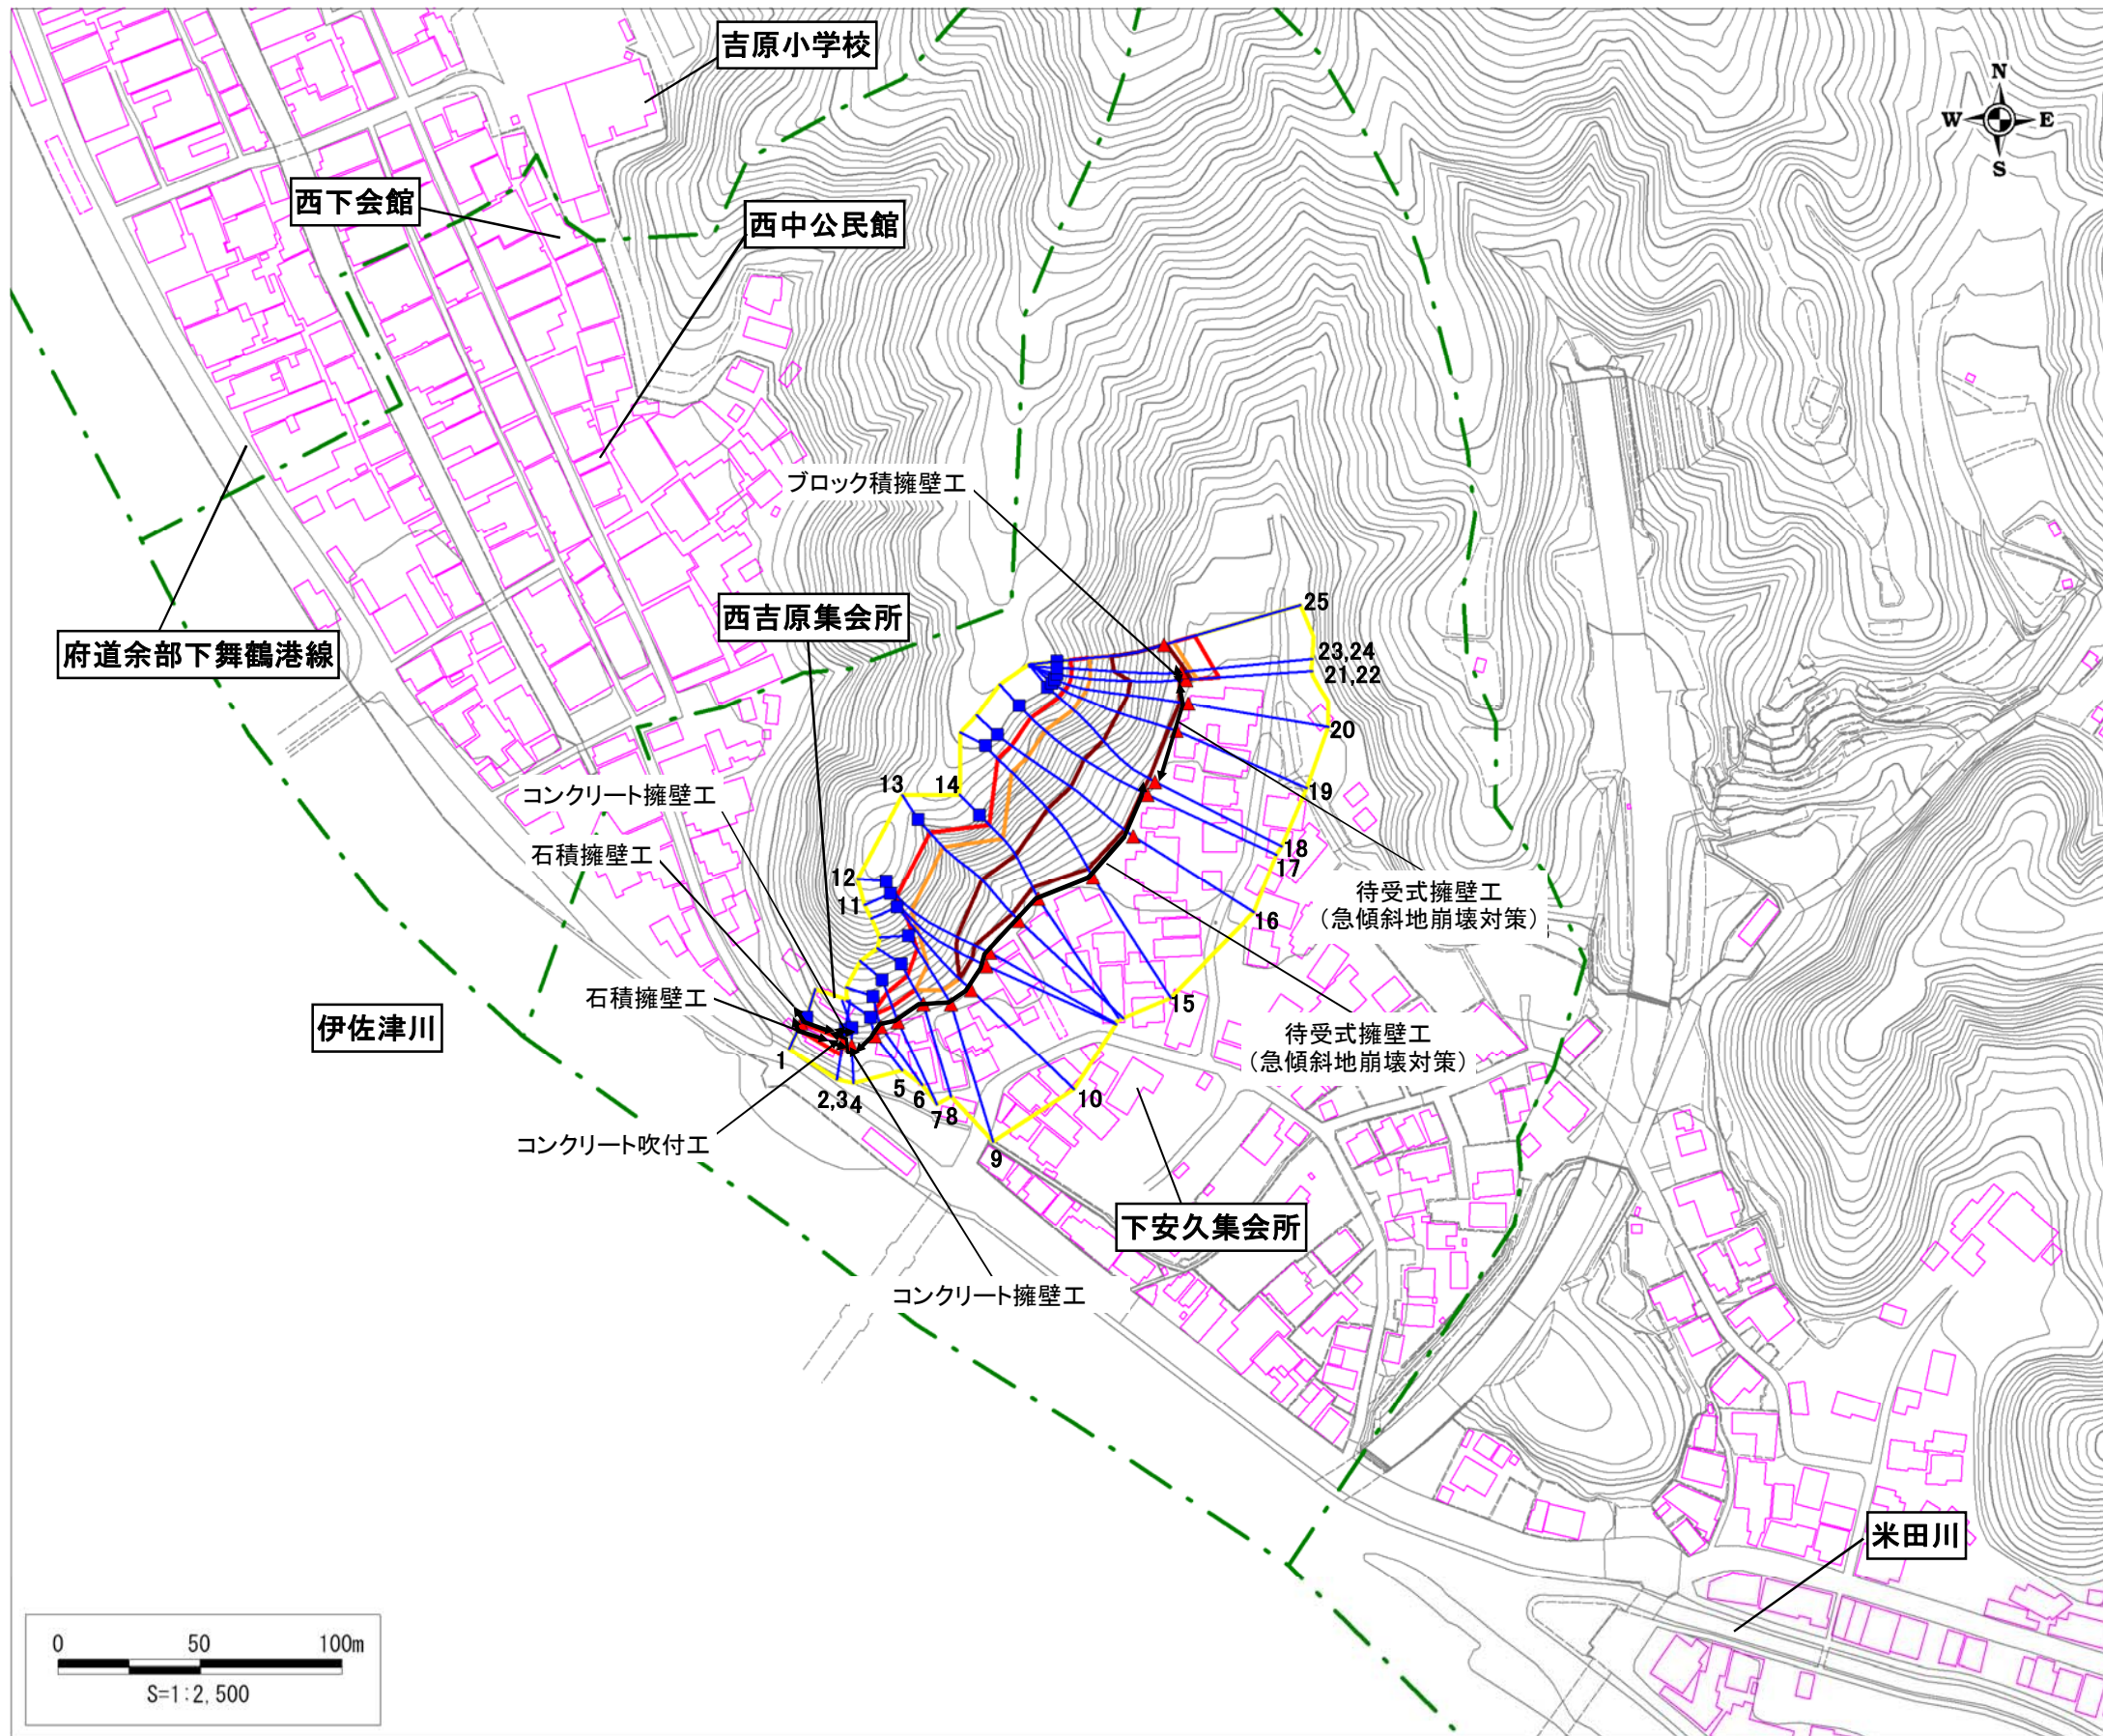 吉原小学校
N
W
E
S
西下会館
西中公民館
ブロック積擁壁工
25
西吉原集会所
府道余部下舞鶴港線
23,24
21,22
20
13
14
コンクリート擁壁工
19
石積擁壁工
18
17
12
待受式擁壁工
（急傾斜地崩壊対策）
11
16
石積擁壁工
15
伊佐津川
待受式擁壁工
（急傾斜地崩壊対策）
1
2,3
4
5
6
7
8
10
コンクリート吹付工
9
下安久集会所
コンクリート擁壁工
米田川
0
50
100m
S=1:2,500